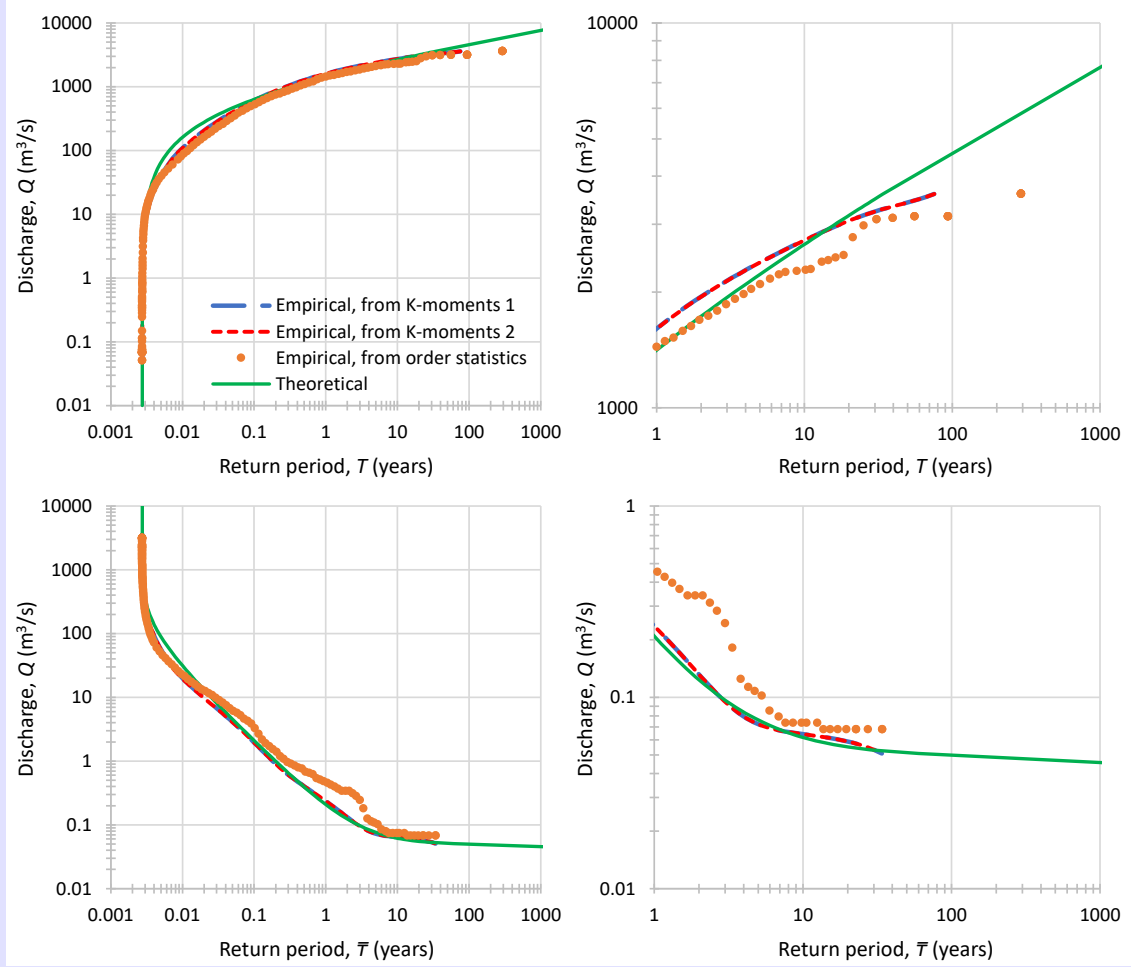 10000
1000
100
10
1
0.1
0.01
Discharge, Q (m³/s)
Empirical, from K-moments 1
Empirical, from K-moments 2
Empirical, from order statistics
Theoretical
0.001 0.01 0.1 1 10 100 1000
Return period, T (years)
10000
1000
Discharge, Q (m³/s)
1 10 100 1000
Return period, T (years)
10000
1000
100
10
1
0.1
0.01
Discharge, Q (m³/s)
0.001 0.01 0.1 1 10 100 1000
Return period, T̅ (years)
1
0.1
0.01
Discharge, Q (m³/s)
1 10 100 1000
Return period, T̅ (years)